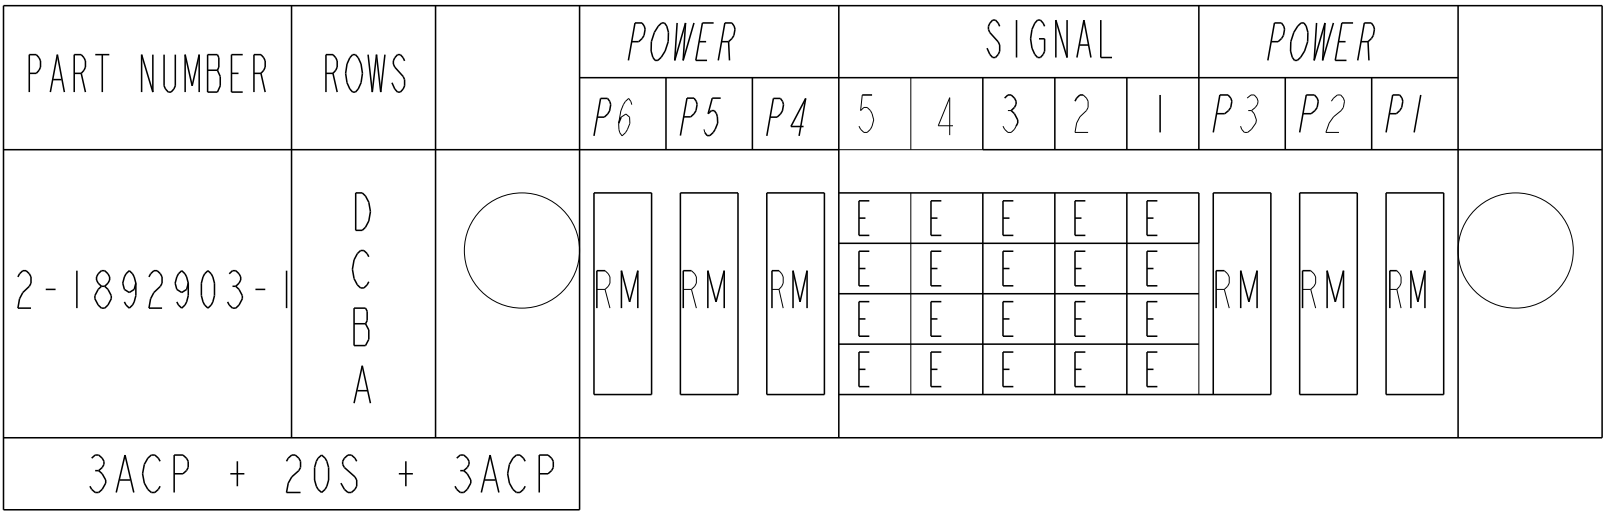 POWER SIGNAL POWER
PART NUMBER ROWS
P6 P5 P4 5 4 3 2 1 P3 P2 P1
D E E E E E
C E E E E E
2-1892903-1 RM RM RM RM RM RM
B E E E E E
A E E E E E
3ACP + 20S + 3ACP